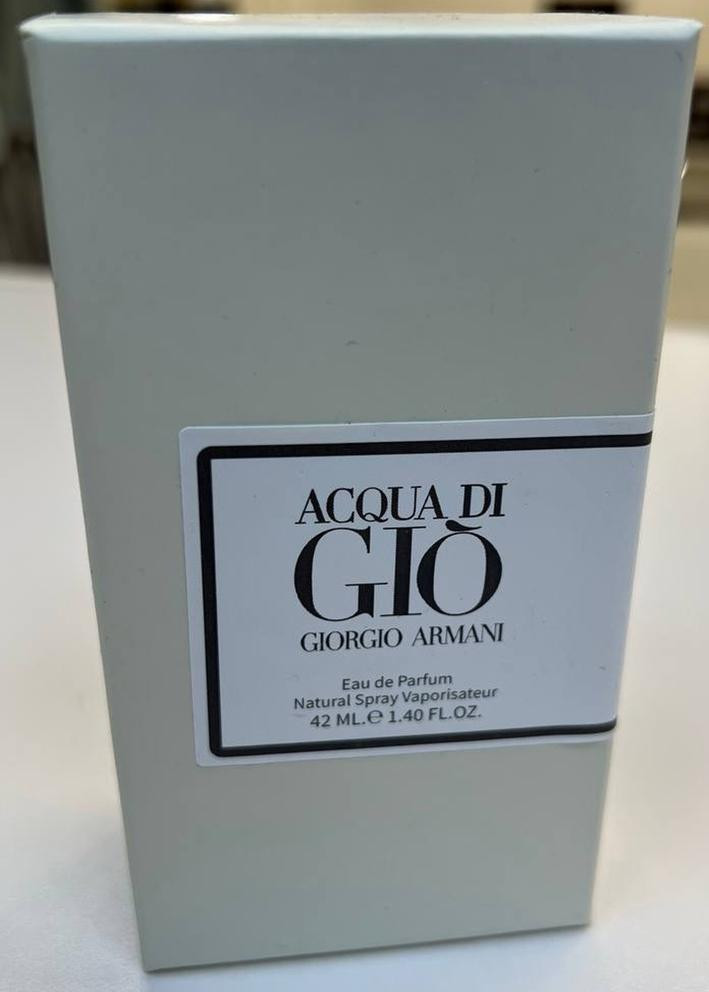 ACQUA DI
GIÒ
GIORGIO ARMANI
Eau de Parfum
Natural Spray Vaporisateur
42 ML.℮ 1.40 FL.OZ.